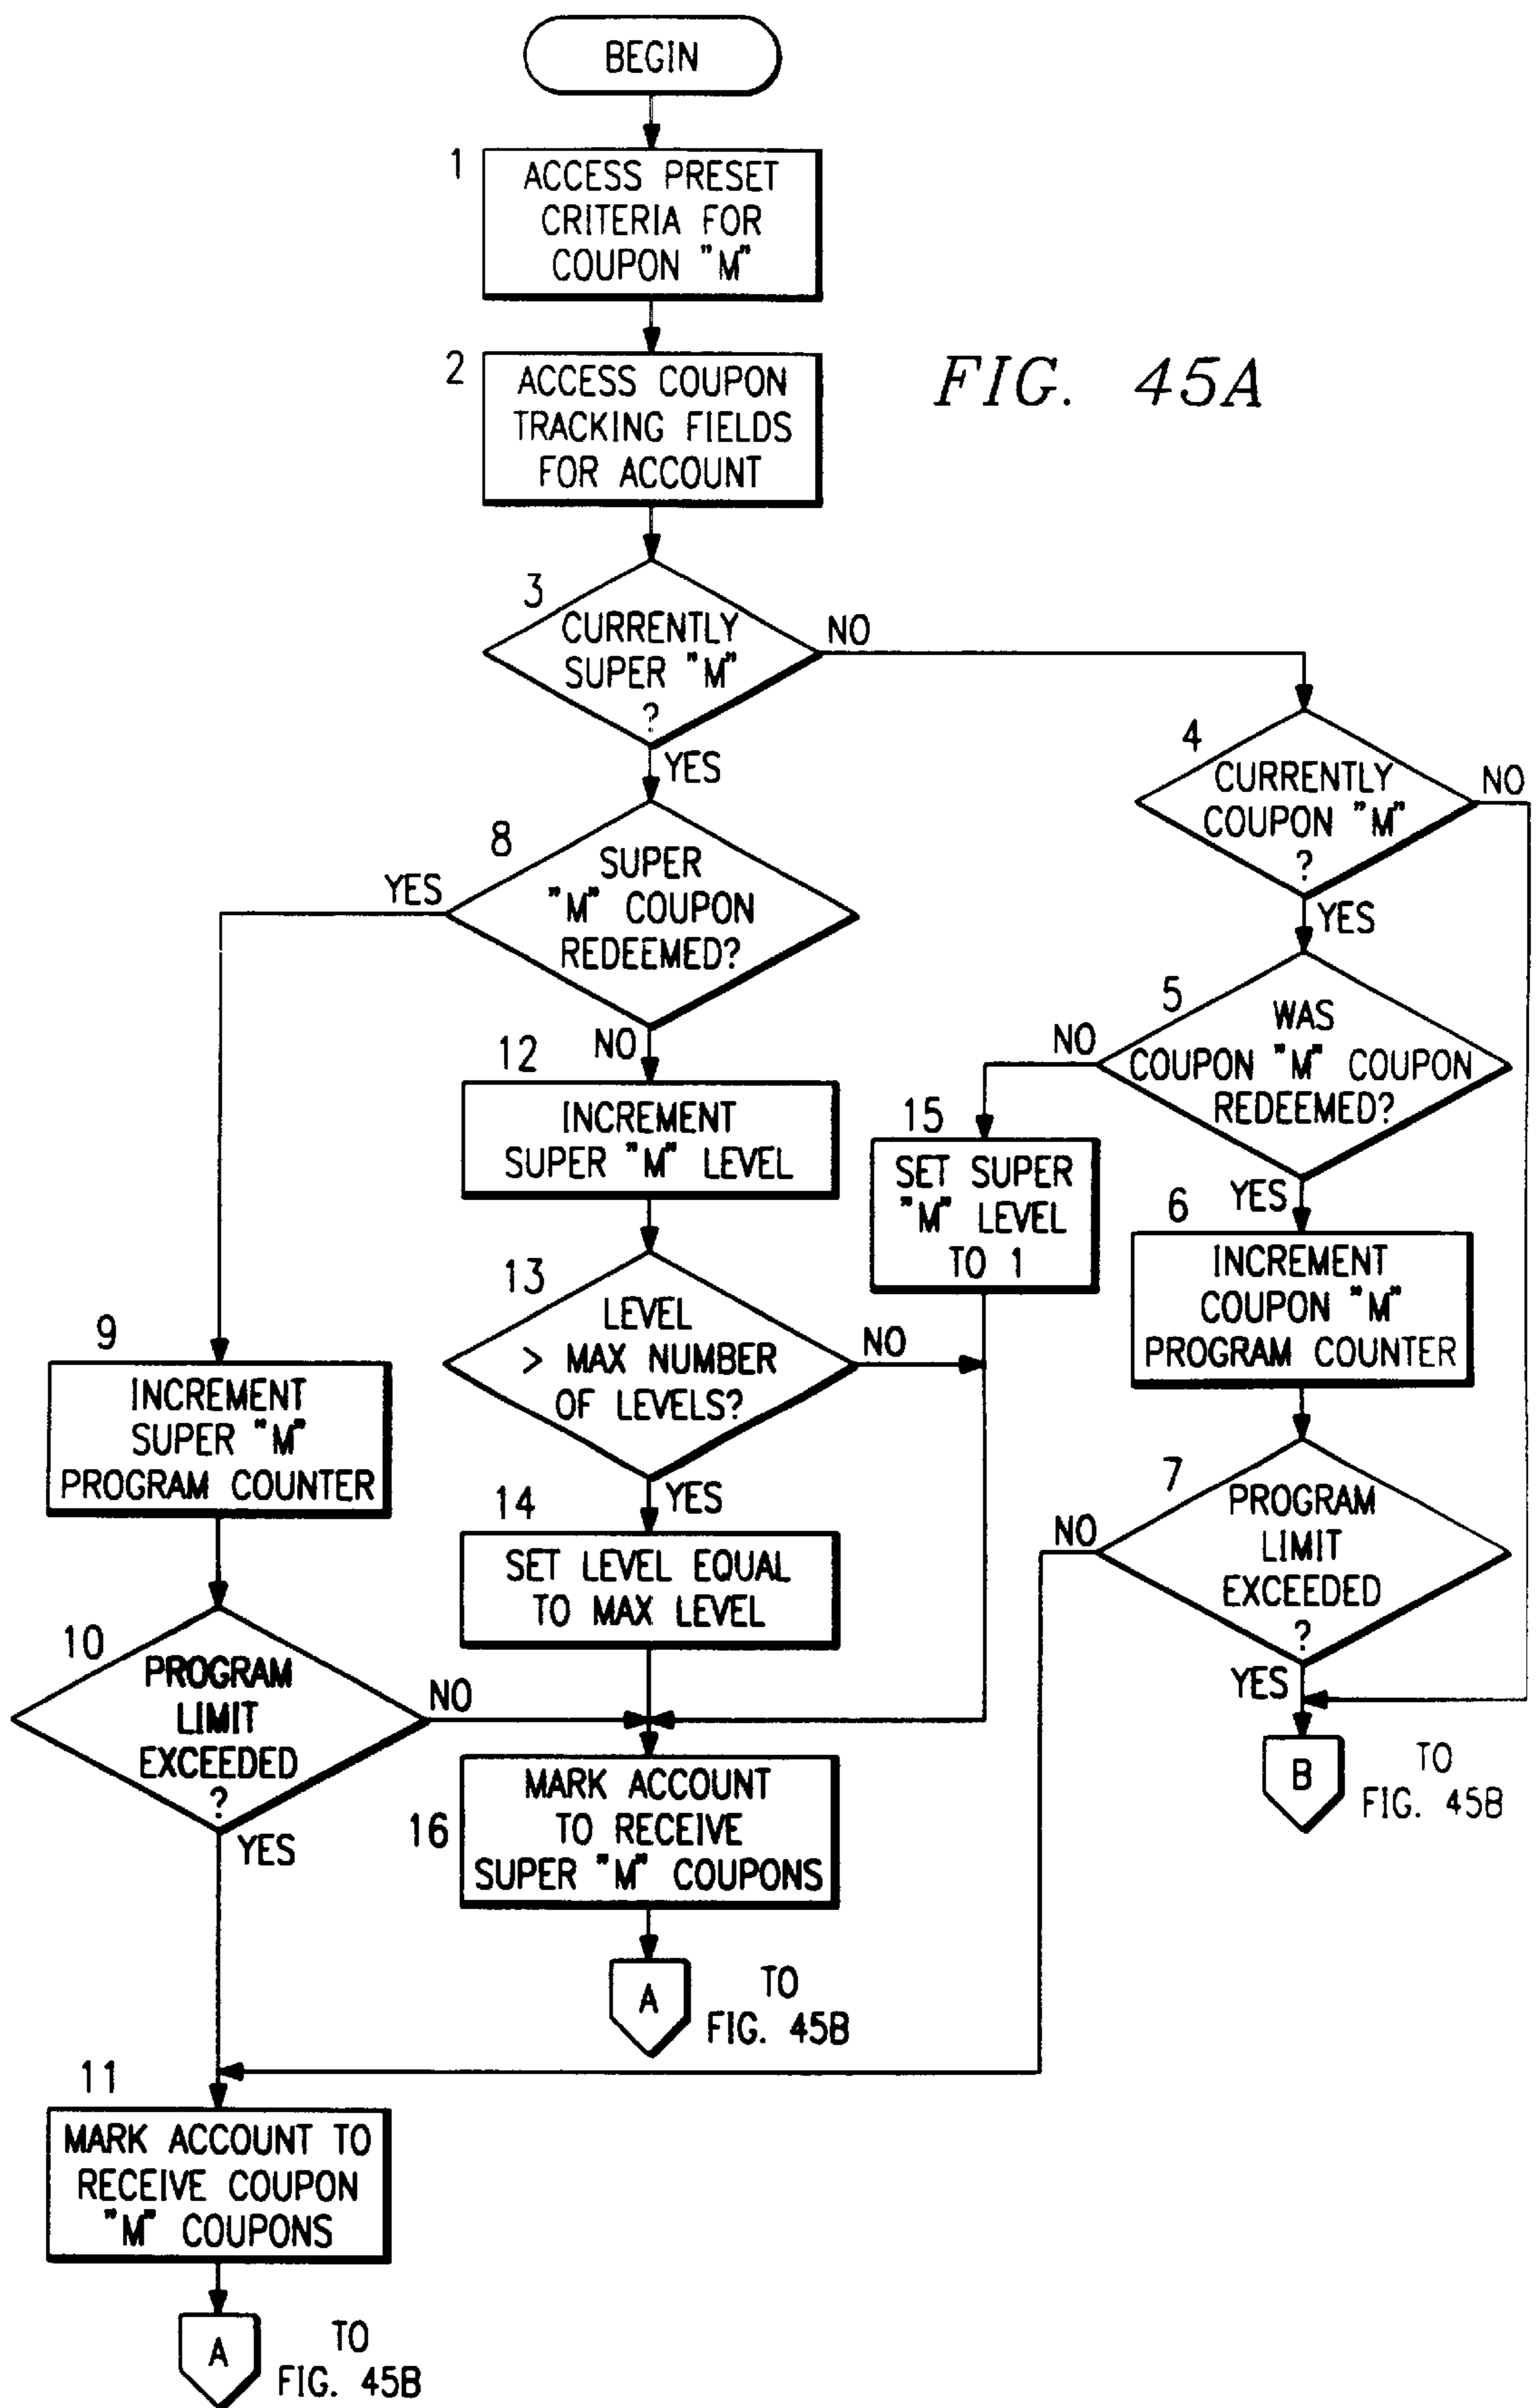 BEGIN
1
ACCESS PRESET
CRITERIA FOR
COUPON "M"
2
ACCESS COUPON
TRACKING FIELDS
FOR ACCOUNT
FIG. 45A
3
CURRENTLY
SUPER "M"
?
NO
YES
4
CURRENTLY
COUPON "M"
?
NO
YES
8
SUPER
"M" COUPON
REDEEMED?
YES
NO
5
WAS
COUPON "M" COUPON
REDEEMED?
NO
YES
12
INCREMENT
SUPER "M" LEVEL
15
SET SUPER
"M" LEVEL
TO 1
6
INCREMENT
COUPON "M"
PROGRAM COUNTER
13
LEVEL
> MAX NUMBER
OF LEVELS?
NO
YES
9
INCREMENT
SUPER "M"
PROGRAM COUNTER
7
PROGRAM
LIMIT
EXCEEDED
?
NO
YES
14
SET LEVEL EQUAL
TO MAX LEVEL
10
PROGRAM
LIMIT
EXCEEDED
?
NO
YES
B
TO
FIG. 45B
16
MARK ACCOUNT
TO RECEIVE
SUPER "M" COUPONS
A
TO
FIG. 45B
11
MARK ACCOUNT TO
RECEIVE COUPON
"M" COUPONS
A
TO
FIG. 45B